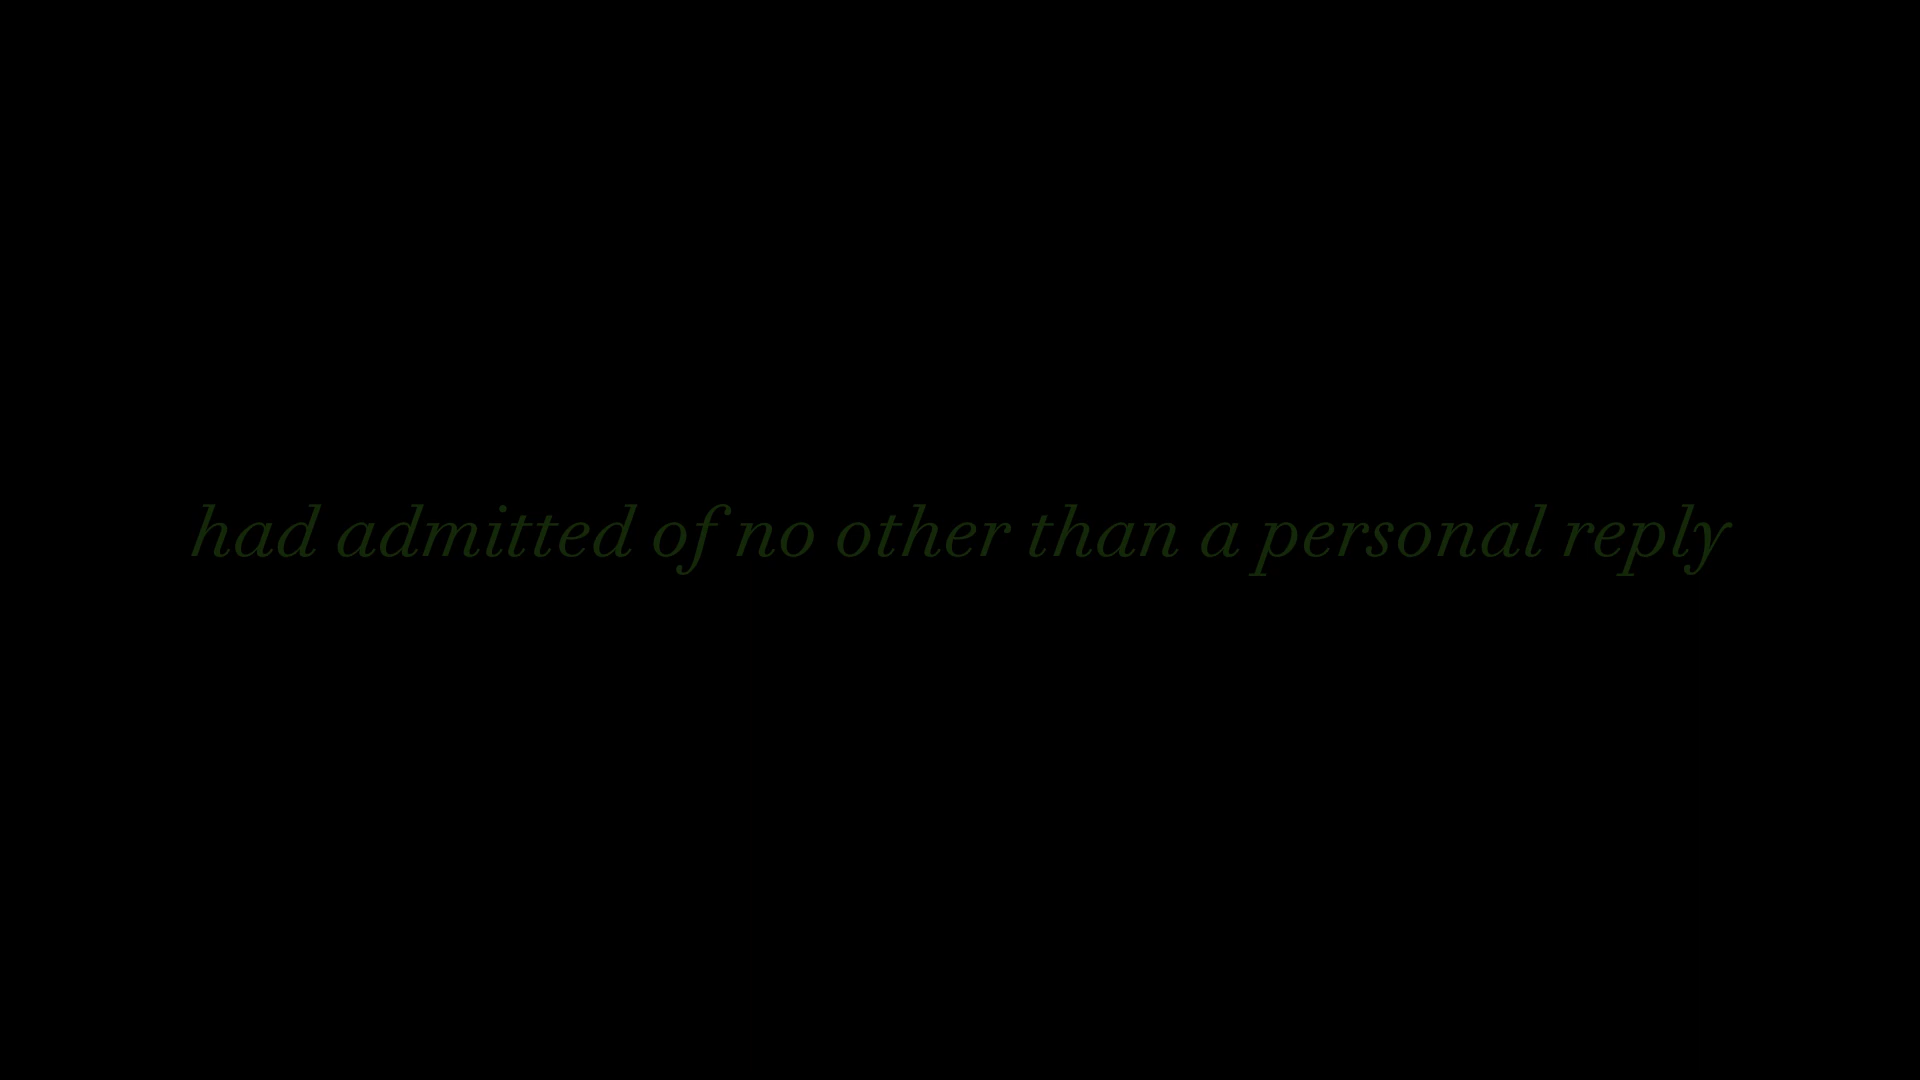 had admitted of no other than a personal reply